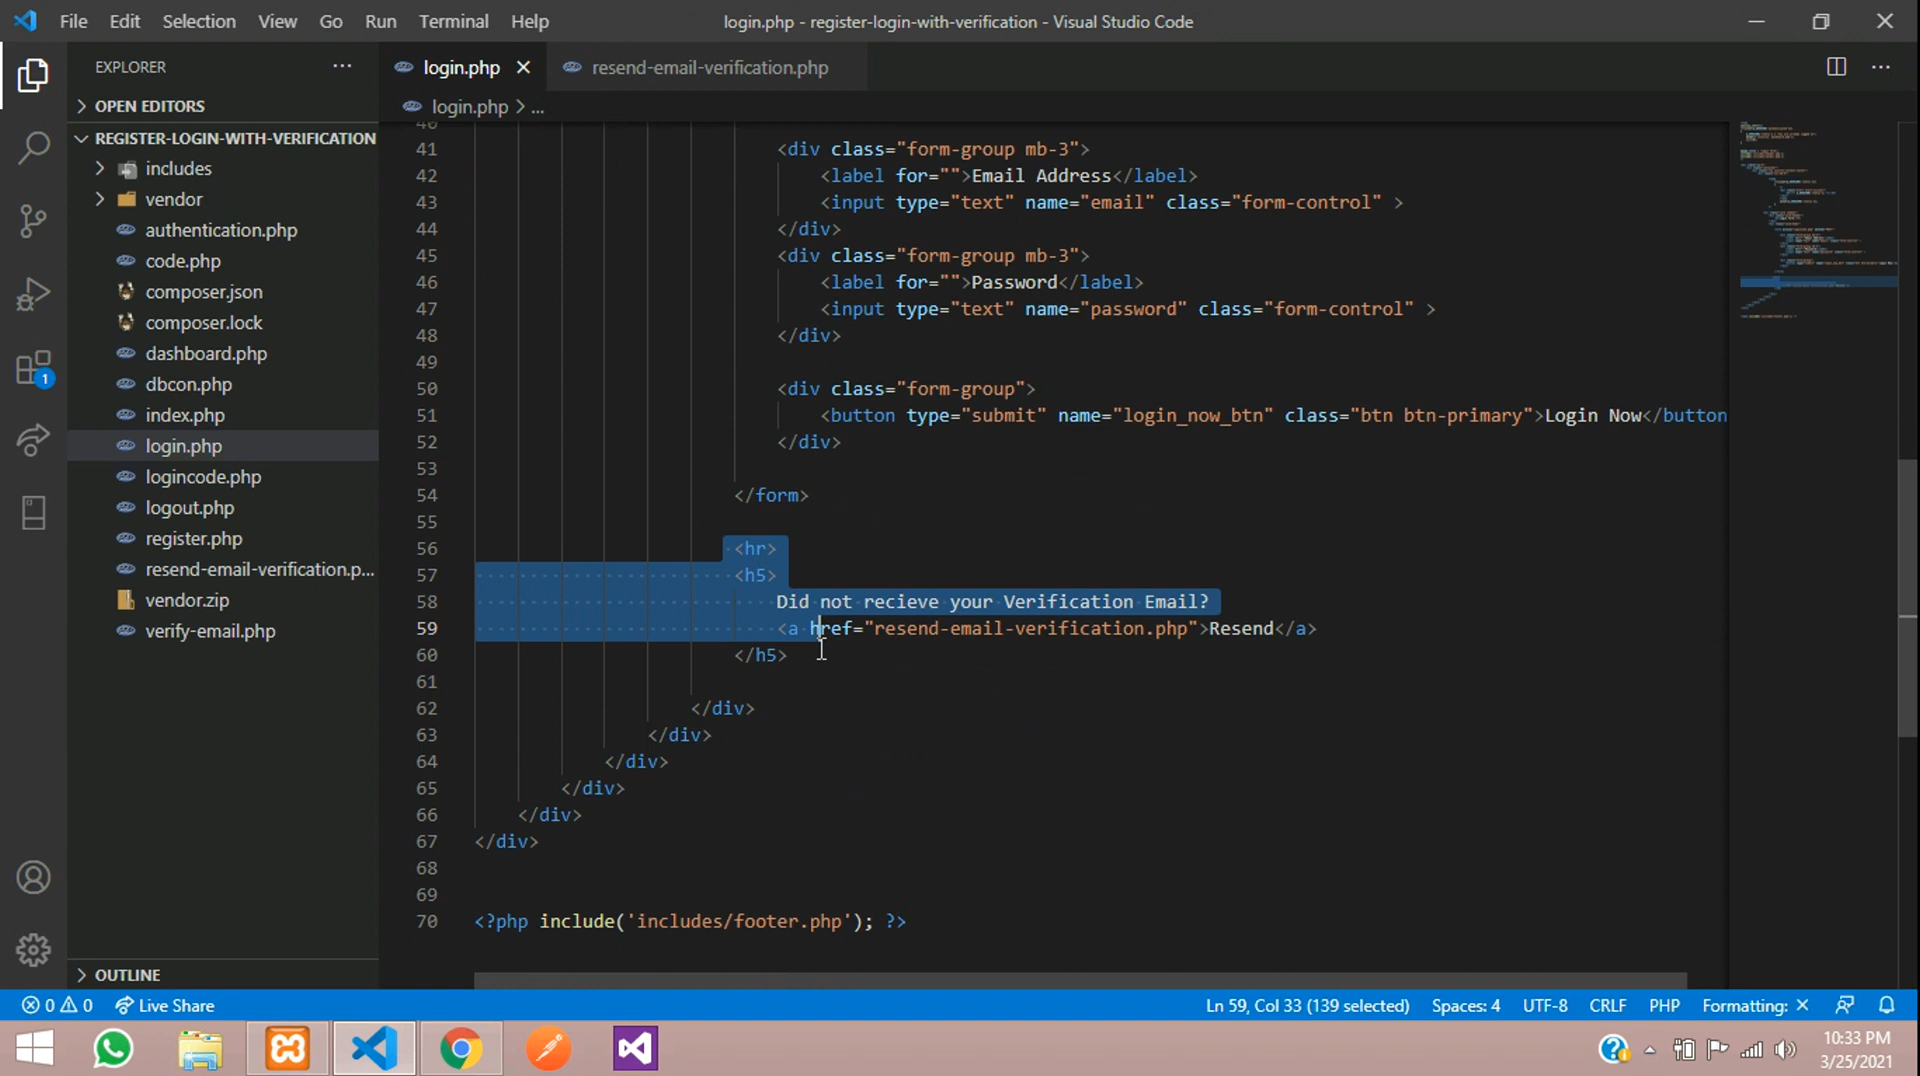 File Edit Selection View Go Run Terminal Help login.php - register-login-with-verification - Visual Studio Code
EXPLORER ...
login.php × resend-email-verification.php
OPEN EDITORS
login.php > ...
REGISTER-LOGIN-WITH-VERIFICATION
includes
vendor
authentication.php
code.php
composer.json
composer.lock
dashboard.php
dbcon.php
index.php
login.php
logincode.php
logout.php
register.php
resend-email-verification.p...
vendor.zip
verify-email.php
OUTLINE
40
41 <div class="form-group mb-3">
42 <label for="">Email Address</label>
43 <input type="text" name="email" class="form-control" >
44 </div>
45 <div class="form-group mb-3">
46 <label for="">Password</label>
47 <input type="text" name="password" class="form-control" >
48 </div>
49
50 <div class="form-group">
51 <button type="submit" name="login_now_btn" class="btn btn-primary">Login Now</button
52 </div>
53
54 </form>
55
56 <hr>
57 <h5>
58 Did not recieve your Verification Email?
59 <a href="resend-email-verification.php">Resend</a>
60 </h5>
61
62 </div>
63 </div>
64 </div>
65 </div>
66 </div>
67 </div>
68
69
70 <?php include('includes/footer.php'); ?>
1
0 0 Live Share Ln 59, Col 33 (139 selected) Spaces: 4 UTF-8 CRLF PHP Formatting: ×
10:33 PM
3/25/2021